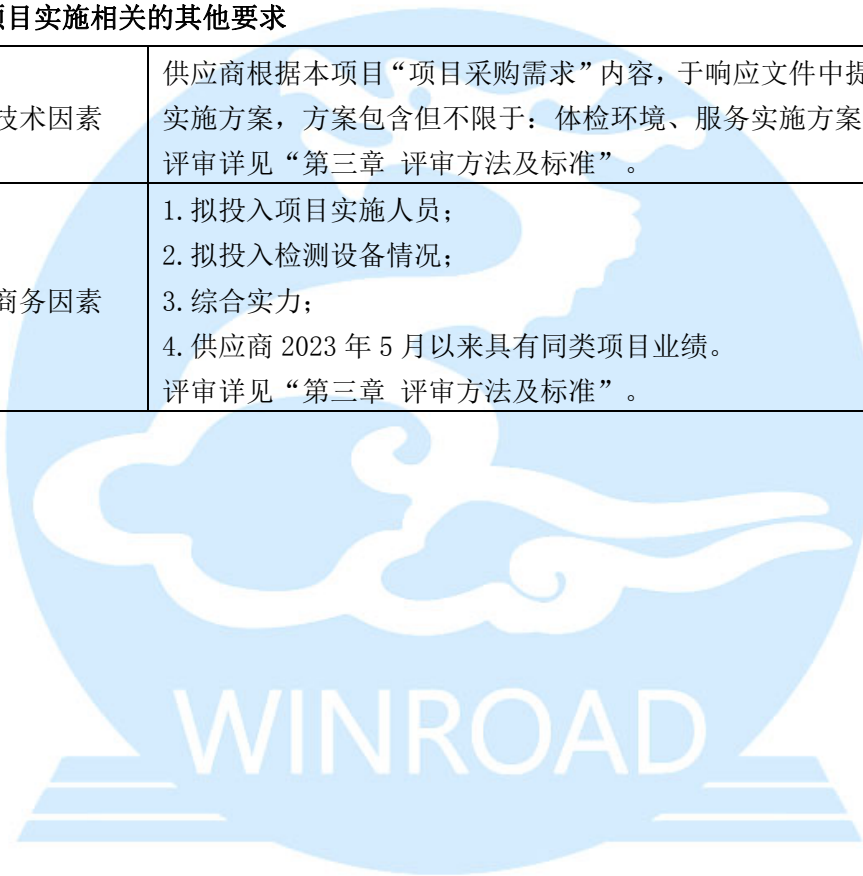 项目实施相关的其他要求
供应商根据本项目“项目采购需求”内容，于响应文件中提
技术因素
实施方案，方案包含但不限于：体检环境、服务实施方案
评审详见“第三章 评审方法及标准”。
1.拟投入项目实施人员；
2.拟投入检测设备情况；
商务因素
3.综合实力；
4.供应商 2023 年 5 月以来具有同类项目业绩。
评审详见“第三章 评审方法及标准”。
WINROAD